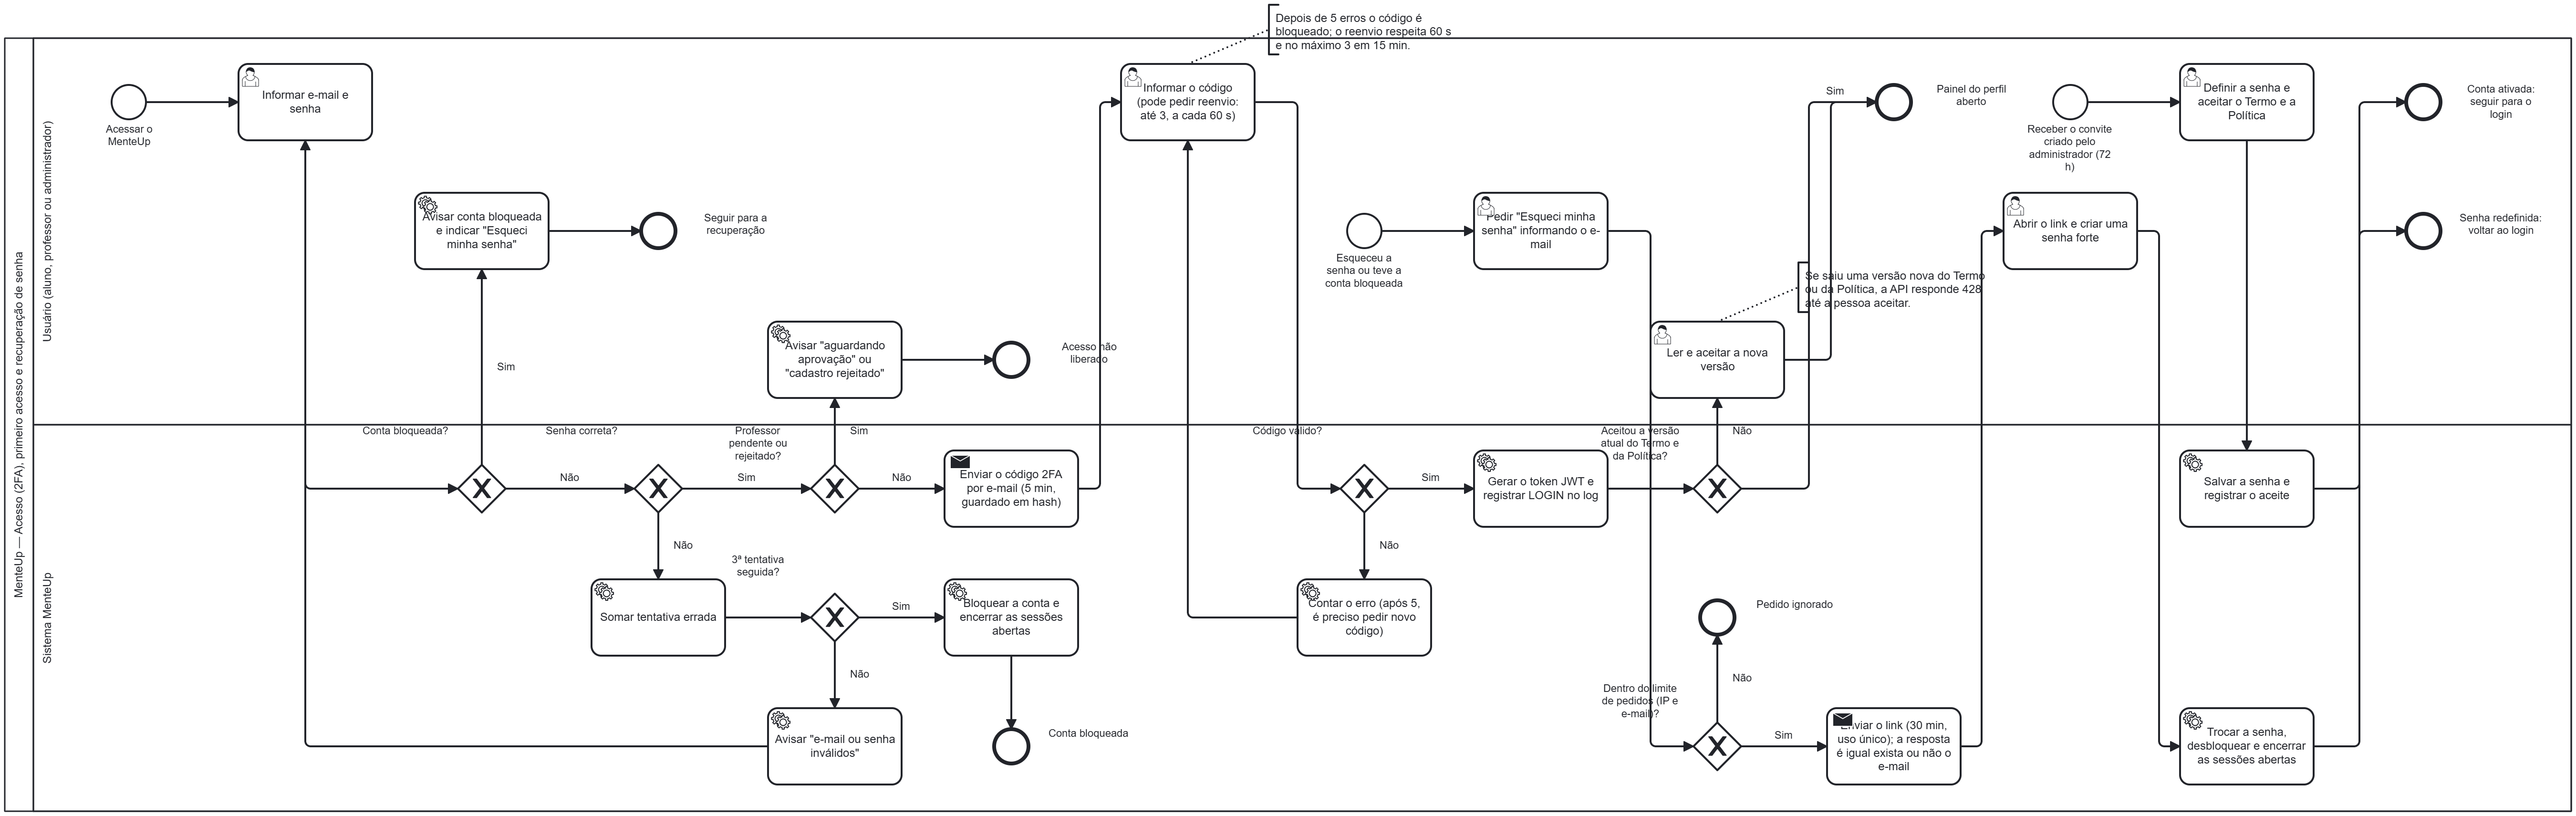 MenteUp — Acesso (2FA), primeiro acesso e recuperação de senha
Usuário (aluno, professor ou administrador)
Sistema MenteUp
Depois de 5 erros o código é
bloqueado; o reenvio respeita 60 s
e no máximo 3 em 15 min.
Acessar o
MenteUp
Informar e-mail e
senha
Informar o código
(pode pedir reenvio:
até 3, a cada 60 s)
Sim
Painel do perfil
aberto
Receber o convite
criado pelo
administrador (72
h)
Definir a senha e
aceitar o Termo e a
Política
Conta ativada:
seguir para o
login
Avisar conta bloqueada
e indicar "Esqueci
minha senha"
Seguir para a
recuperação
Esqueceu a
senha ou teve a
conta bloqueada
Pedir "Esqueci minha
senha" informando o e-
mail
Abrir o link e criar uma
senha forte
Senha redefinida:
voltar ao login
Se saiu uma versão nova do Termo
ou da Política, a API responde 428
até a pessoa aceitar.
Sim
Avisar "aguardando
aprovação" ou
"cadastro rejeitado"
Acesso não
liberado
Ler e aceitar a nova
versão
Conta bloqueada?
Senha correta?
Professor
pendente ou
rejeitado?
Sim
Código válido?
Aceitou a versão
atual do Termo e
da Política?
Não
Não
Sim
Não
Enviar o código 2FA
por e-mail (5 min,
guardado em hash)
Sim
Gerar o token JWT e
registrar LOGIN no log
Salvar a senha e
registrar o aceite
Não
3ª tentativa
seguida?
Não
Somar tentativa errada
Sim
Bloquear a conta e
encerrar as sessões
abertas
Contar o erro (após 5,
é preciso pedir novo
código)
Pedido ignorado
Não
Não
Dentro do limite
de pedidos (IP e
e-mail)?
Avisar "e-mail ou senha
inválidos"
Conta bloqueada
Sim
Enviar o link (30 min,
uso único); a resposta
é igual exista ou não o
e-mail
Trocar a senha,
desbloquear e encerrar
as sessões abertas